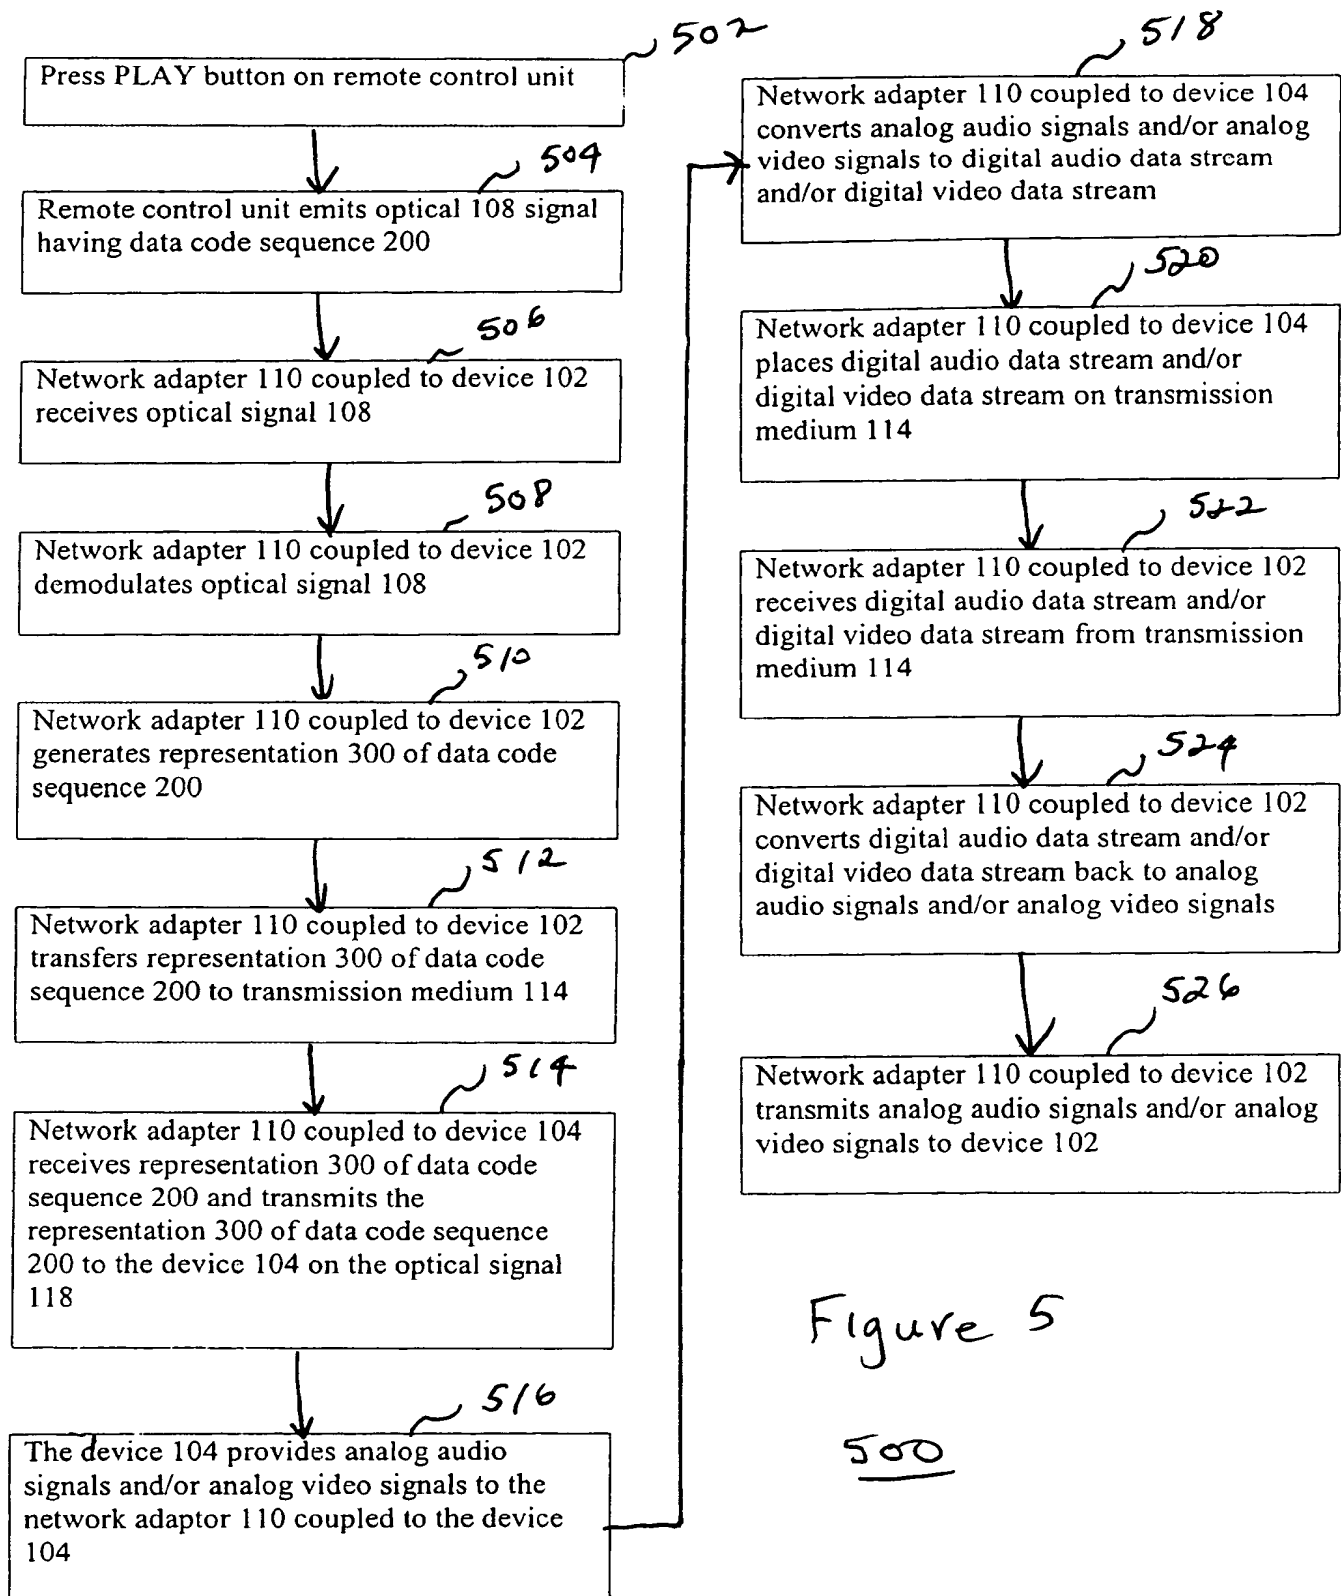 502
Press PLAY button on remote control unit
504
Remote control unit emits optical 108 signal
having data code sequence 200
506
Network adapter 110 coupled to device 102
receives optical signal 108
508
Network adapter 110 coupled to device 102
demodulates optical signal 108
510
Network adapter 110 coupled to device 102
generates representation 300 of data code
sequence 200
512
Network adapter 110 coupled to device 102
transfers representation 300 of data code
sequence 200 to transmission medium 114
514
Network adapter 110 coupled to device 104
receives representation 300 of data code
sequence 200 and transmits the
representation 300 of data code sequence
200 to the device 104 on the optical signal
118
516
The device 104 provides analog audio
signals and/or analog video signals to the
network adaptor 110 coupled to the device
104
518
Network adapter 110 coupled to device 104
converts analog audio signals and/or analog
video signals to digital audio data stream
and/or digital video data stream
520
Network adapter 110 coupled to device 104
places digital audio data stream and/or
digital video data stream on transmission
medium 114
522
Network adapter 110 coupled to device 102
receives digital audio data stream and/or
digital video data stream from transmission
medium 114
524
Network adapter 110 coupled to device 102
converts digital audio data stream and/or
digital video data stream back to analog
audio signals and/or analog video signals
526
Network adapter 110 coupled to device 102
transmits analog audio signals and/or analog
video signals to device 102
Figure 5
500